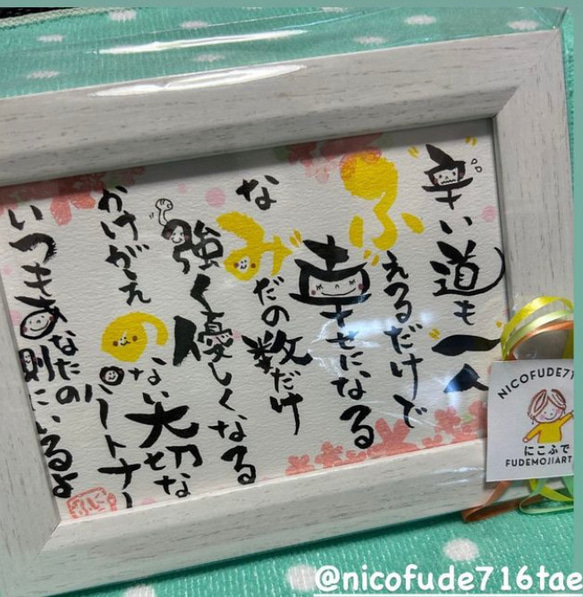 辛い道も一人
ふえるだけで
幸せになる
なみだの数だけ
強く優しくなる
かけがえのない大切な
パートナー
いつもあなたの
側にいるよ
NICOFUDE71
にこふで
FUDEMOJIART
@nicofude716tae